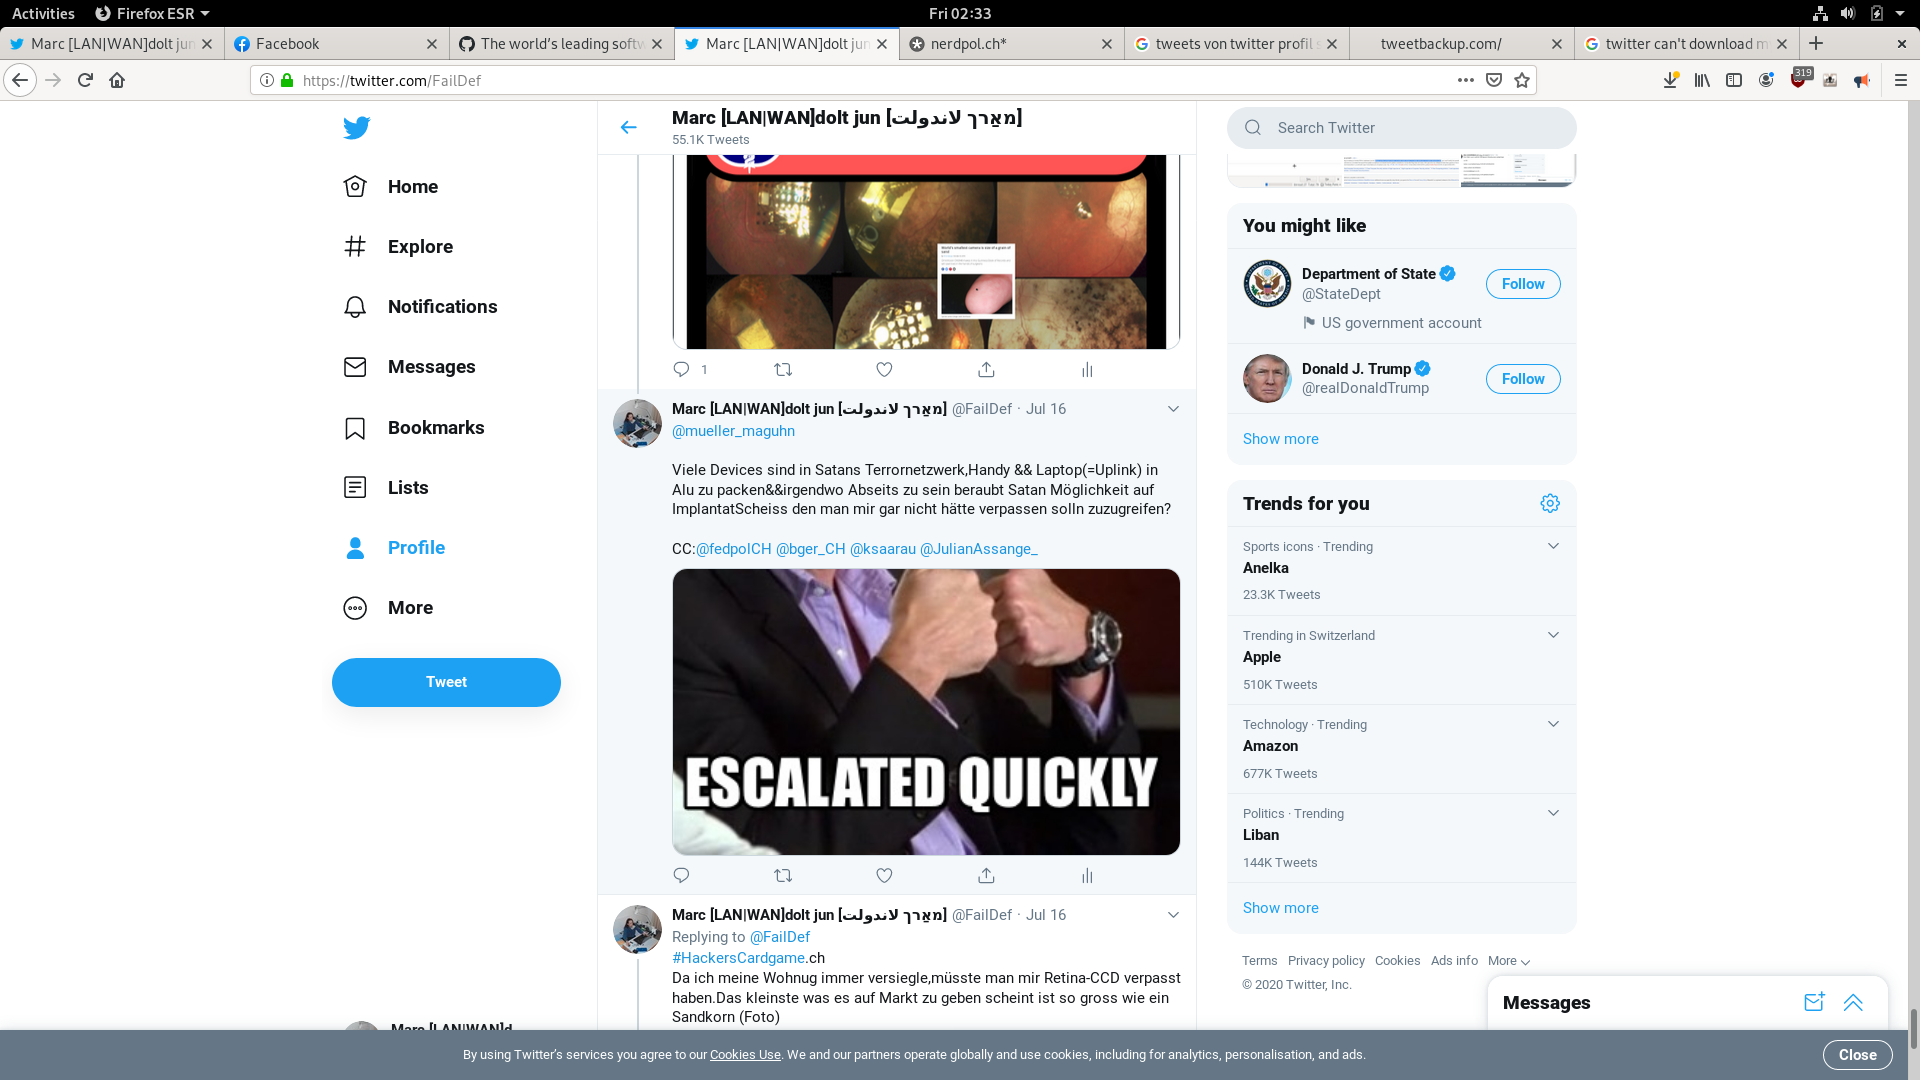 Activities
Firefox ESR
Fri 02:33
Marc [LAN|WAN]dolt jun
Facebook
The world's leading softw
Marc [LAN|WAN]dolt jun
nerdpol.ch*
tweets von twitter profil s
tweetbackup.com/
twitter can't download m
https://twitter.com/FailDef
319
Marc [LAN|WAN]dolt jun [מאַרך לאנדולת]
55.1K Tweets
Home
Explore
Notifications
Messages
Bookmarks
Lists
Profile
More
Tweet
1
Marc [LAN|WAN]dolt jun [מאַרך לאנדולת] @FailDef · Jul 16
@mueller_maguhn
Viele Devices sind in Satans Terrornetzwerk,Handy && Laptop(=Uplink) in
Alu zu packen&&irgendwo Abseits zu sein beraubt Satan Möglichkeit auf
ImplantatScheiss den man mir gar nicht hätte verpassen solln zuzugreifen?
CC:@fedpolCH @bger_CH @ksaarau @JulianAssange_
ESCALATED QUICKLY
Marc [LAN|WAN]dolt jun [מאַרך לאנדולת] @FailDef · Jul 16
Replying to @FailDef
#HackersCardgame.ch
Da ich meine Wohnug immer versiegle,müsste man mir Retina-CCD verpasst
haben.Das kleinste was es auf Markt zu geben scheint ist so gross wie ein
Sandkorn (Foto)
Marc [LAN|WAN]d
Search Twitter
You might like
Department of State
@StateDept
US government account
Follow
Donald J. Trump
@realDonaldTrump
Follow
Show more
Trends for you
Sports icons · Trending
Anelka
23.3K Tweets
Trending in Switzerland
Apple
510K Tweets
Technology · Trending
Amazon
677K Tweets
Politics · Trending
Liban
144K Tweets
Show more
Terms Privacy policy Cookies Ads info More
© 2020 Twitter, Inc.
Messages
By using Twitter's services you agree to our Cookies Use. We and our partners operate globally and use cookies, including for analytics, personalisation, and ads.
Close